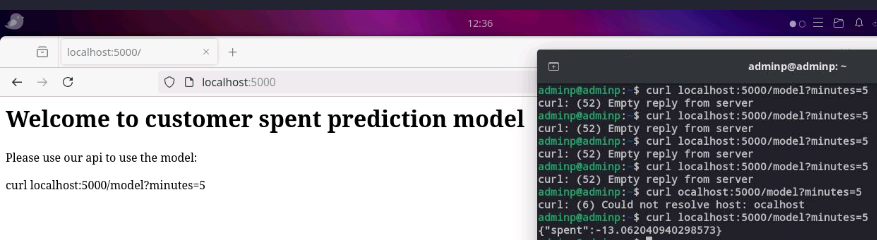 12:36
localhost:5000/
localhost:5000
Welcome to customer spent prediction model
Please use our api to use the model:
curl localhost:5000/model?minutes=5
adminp@adminp: ~
adminp@adminp:~$ curl localhost:5000/model?minutes=5
curl: (52) Empty reply from server
adminp@adminp:~$ curl localhost:5000/model?minutes=5
curl: (52) Empty reply from server
adminp@adminp:~$ curl localhost:5000/model?minutes=5
curl: (52) Empty reply from server
adminp@adminp:~$ curl localhost:5000/model?minutes=5
curl: (52) Empty reply from server
adminp@adminp:~$ curl ocalhost:5000/model?minutes=5
curl: (6) Could not resolve host: ocalhost
adminp@adminp:~$ curl localhost:5000/model?minutes=5
{"spent":-13.062040940298573}